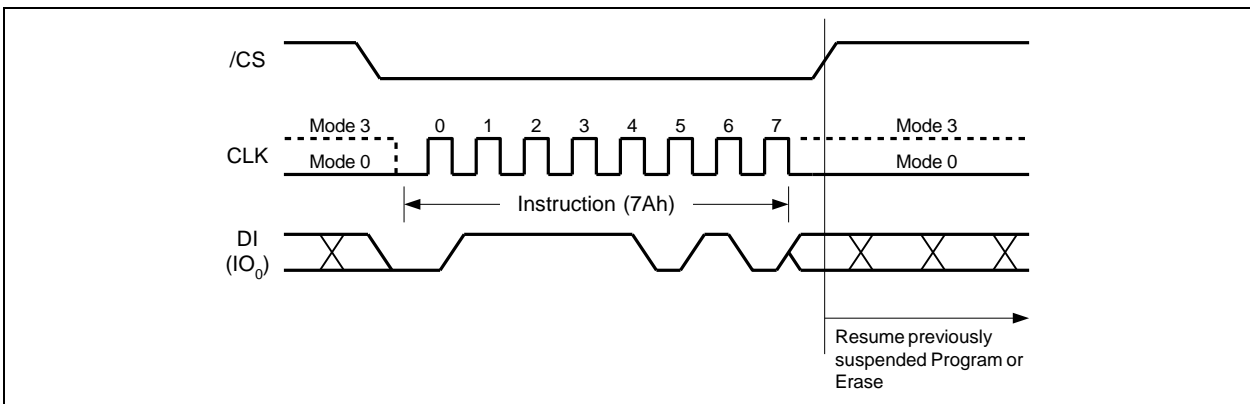 /CS
Mode 3
0 1 2 3 4 5 6 7
Mode 3
CLK
Mode 0
Mode 0
Instruction (7Ah)
DI
(IO0)
Resume previously
suspended Program or
Erase